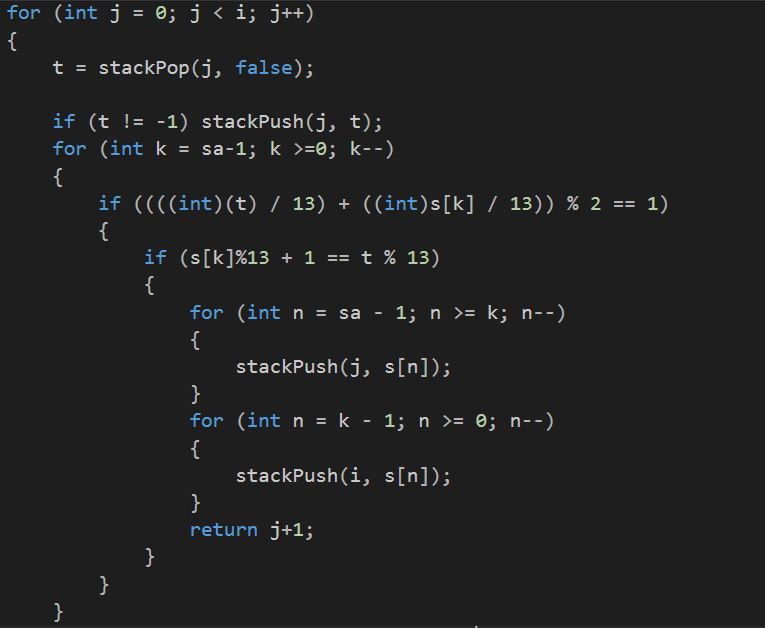 for (int j = 0; j < i; j++)
{
    t = stackPop(j, false);

    if (t != -1) stackPush(j, t);
    for (int k = sa-1; k >=0; k--)
    {
        if ((((int)(t) / 13) + ((int)s[k] / 13)) % 2 == 1)
        {
            if (s[k]%13 + 1 == t % 13)
            {
                for (int n = sa - 1; n >= k; n--)
                {
                    stackPush(j, s[n]);
                }
                for (int n = k - 1; n >= 0; n--)
                {
                    stackPush(i, s[n]);
                }
                return j+1;
            }
        }
    }